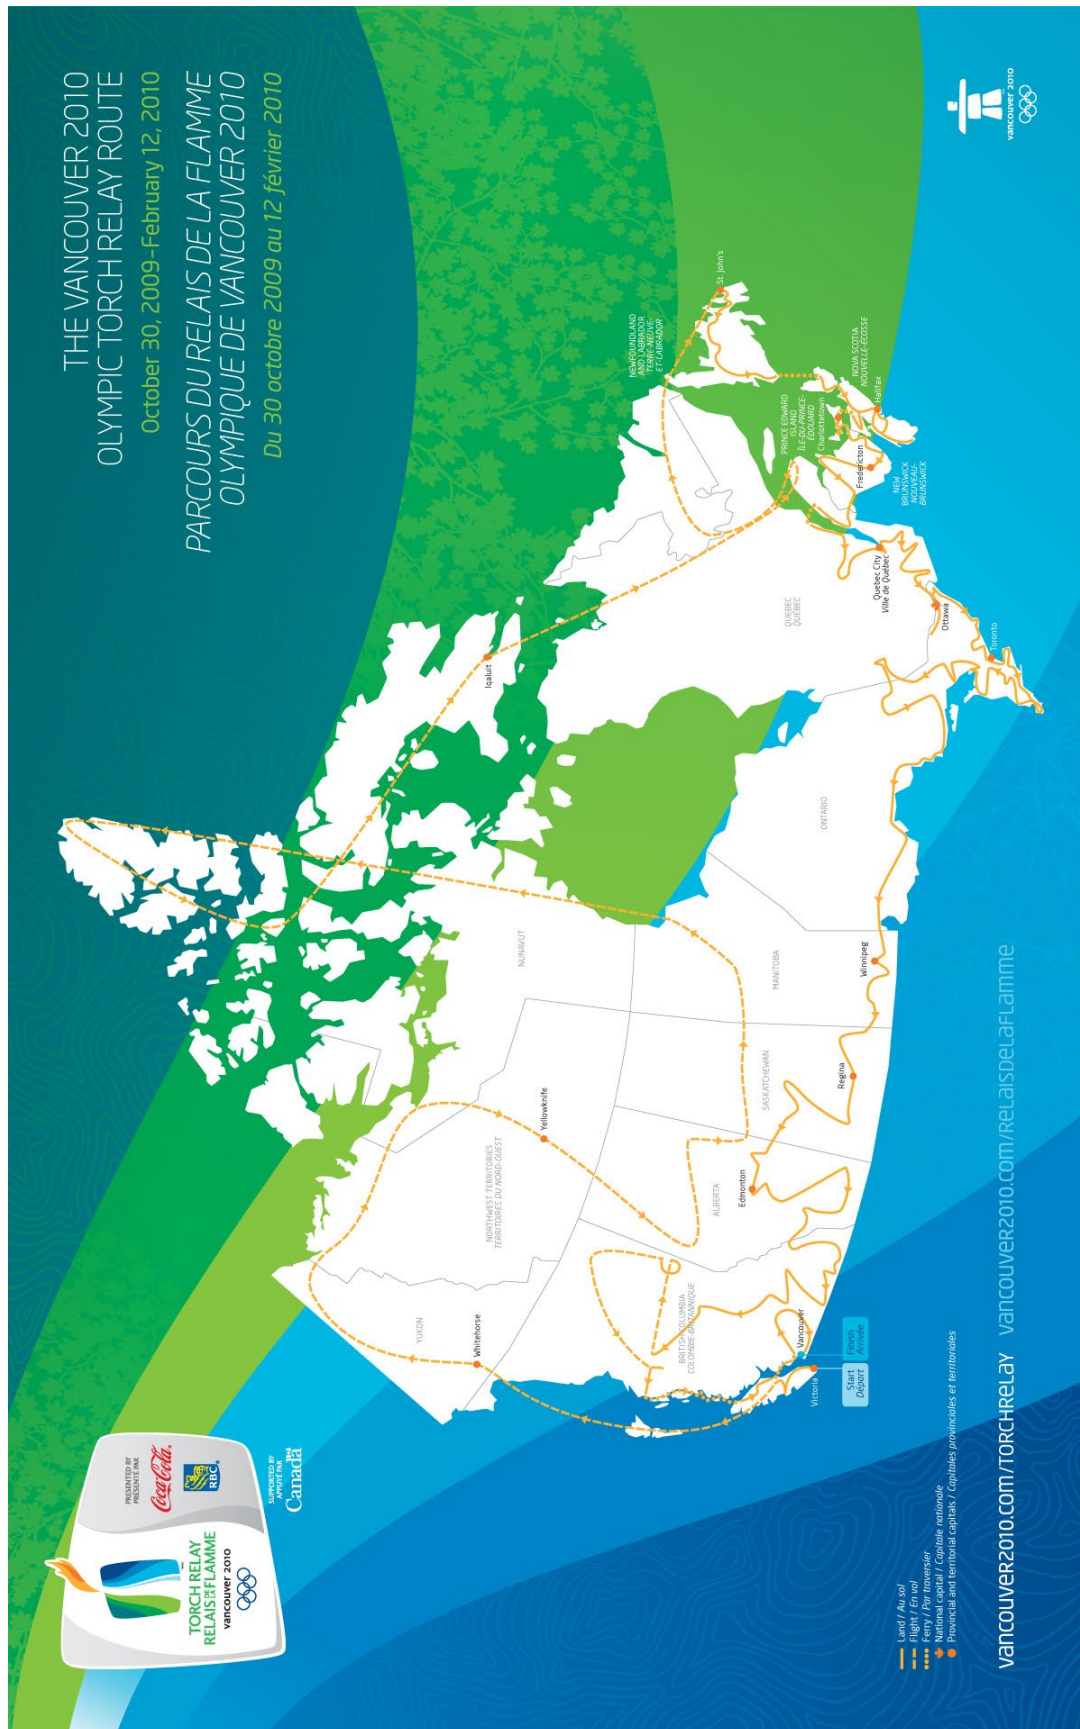 THE VANCOUVER 2010
OLYMPIC TORCH RELAY ROUTE
October 30, 2009–February 12, 2010
PARCOURS DU RELAIS DE LA FLAMME
OLYMPIQUE DE VANCOUVER 2010
Du 30 octobre 2009 au 12 février 2010
PRESENTED BY
PRÉSENTÉ PAR
Coca-Cola
RBC
TORCH RELAY
RELAIS DE LA FLAMME
vancouver 2010
SUPPORTED BY
APPUYÉ PAR
Canada
vancouver 2010
YUKON
Whitehorse
NORTHWEST TERRITORIES
TERRITOIRES DU NORD-OUEST
Yellowknife
NUNAVUT
Iqaluit
BRITISH COLUMBIA
COLOMBIE-BRITANNIQUE
Victoria
Vancouver
Start
Départ
Finish
Arrivée
ALBERTA
Edmonton
SASKATCHEWAN
Regina
MANITOBA
Winnipeg
ONTARIO
Toronto
Ottawa
QUEBEC
QUÉBEC
Quebec City
Ville de Québec
NEWFOUNDLAND
AND LABRADOR
TERRE-NEUVE-
ET-LABRADOR
St. John's
PRINCE EDWARD
ISLAND
ÎLE-DU-PRINCE-
ÉDOUARD
Charlottetown
NOVA SCOTIA
NOUVELLE-ÉCOSSE
Halifax
Fredericton
NEW
BRUNSWICK
NOUVEAU-
BRUNSWICK
Land / Au sol
Flight / En vol
Ferry / Par traversier
National capital / Capitale nationale
Provincial and territorial capitals / Capitales provinciales et territoriales
vancouver2010.com/TORCHRELAY vancouver2010.com/RELAISDELAFLAMME